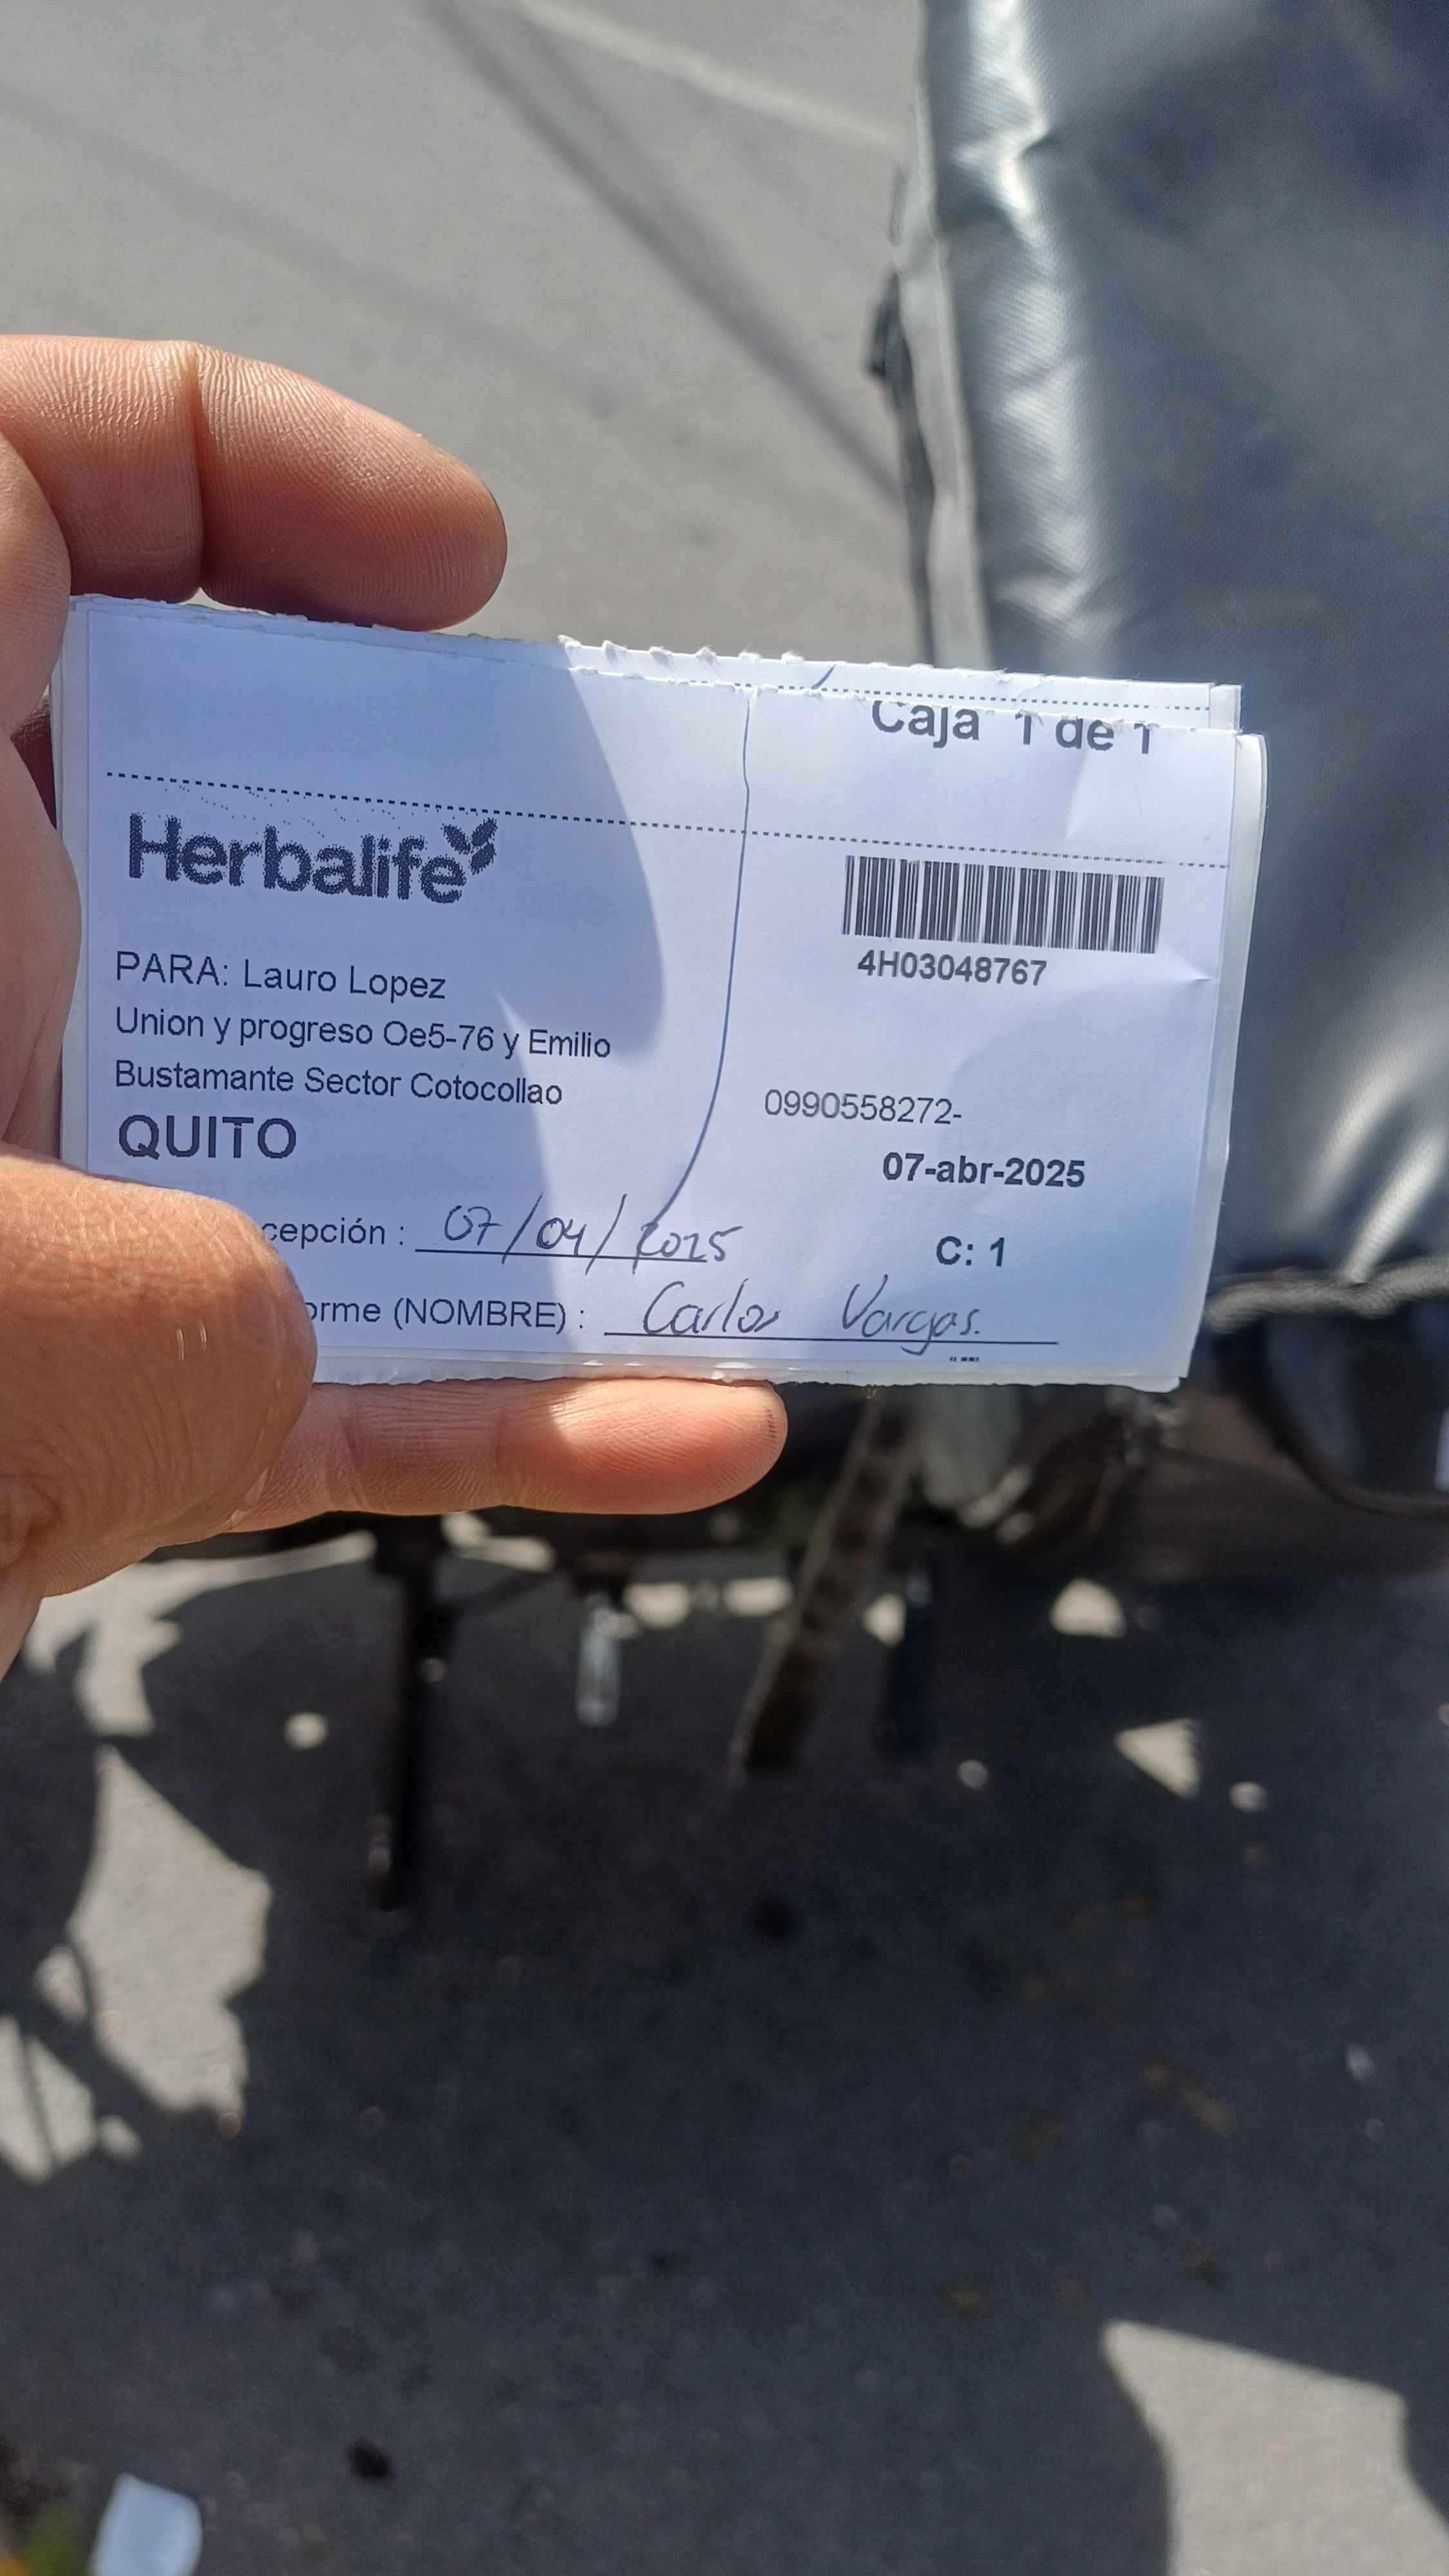 Caja 1 de 1
Herbalife
4H03048767
PARA: Lauro Lopez
Union y progreso Oe5-76 y Emilio
Bustamante Sector Cotocollao
QUITO
0990558272-
07-abr-2025
cepción : 07/04/2025
C: 1
orme (NOMBRE) : Carlos Vargas.